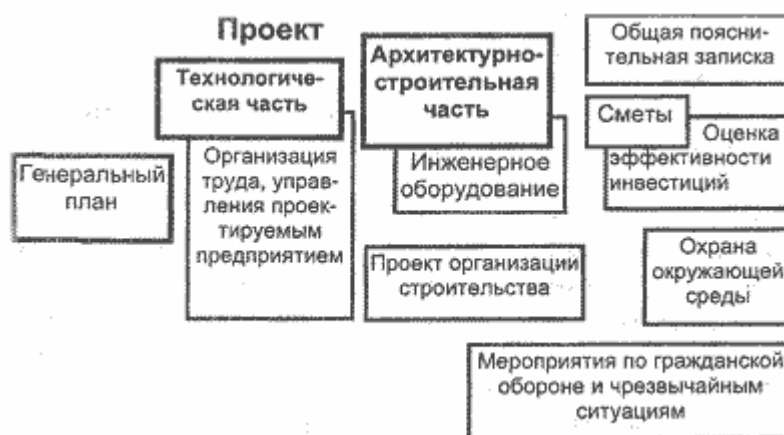 Проект
Технологиче-
ская часть
Организация
труда, управ-
ления проек-
тируемым
предприятием
Генеральный
план
Архитектурно-
строительная
часть
Инженерное
оборудование
Проект организации
строительства
Общая поясни-
тельная записка
Сметы
Оценка
эффективности
инвестиций
Охрана
окружающей
среды
Мероприятия по гражданской
обороне и чрезвычайным
ситуациям